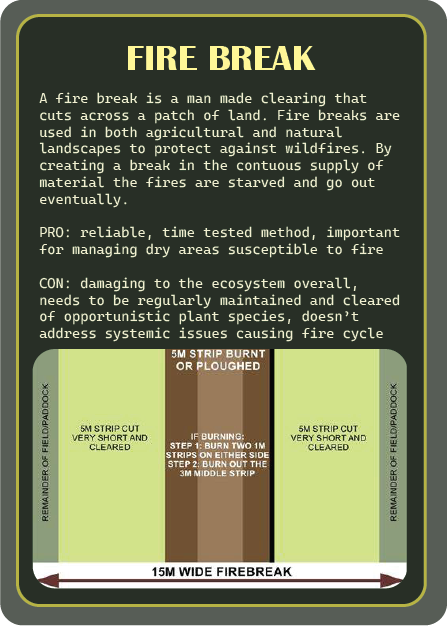 FIRE BREAK
A fire break is a man made clearing that
cuts across a patch of land. Fire breaks are
used in both agricultural and natural
landscapes to protect against wildfires. By
creating a break in the contuous supply of
material the fires are starved and go out
eventually.
PRO: reliable, time tested method, important
for managing dry areas susceptible to fire
CON: damaging to the ecosystem overall,
needs to be regularly maintained and cleared
of opportunistic plant species, doesn't
address systemic issues causing fire cycle
REMAINDER OF FIELD/PADDOCK
5M STRIP CUT
VERY SHORT AND
CLEARED
5M STRIP BURNT
OR PLOUGHED
IF BURNING:
STEP 1: BURN TWO 1M
STRIPS ON EITHER SIDE
STEP 2: BURN OUT THE
3M MIDDLE STRIP
5M STRIP CUT
VERY SHORT AND
CLEARED
REMAINDER OF FIELD/PADDOCK
15M WIDE FIREBREAK